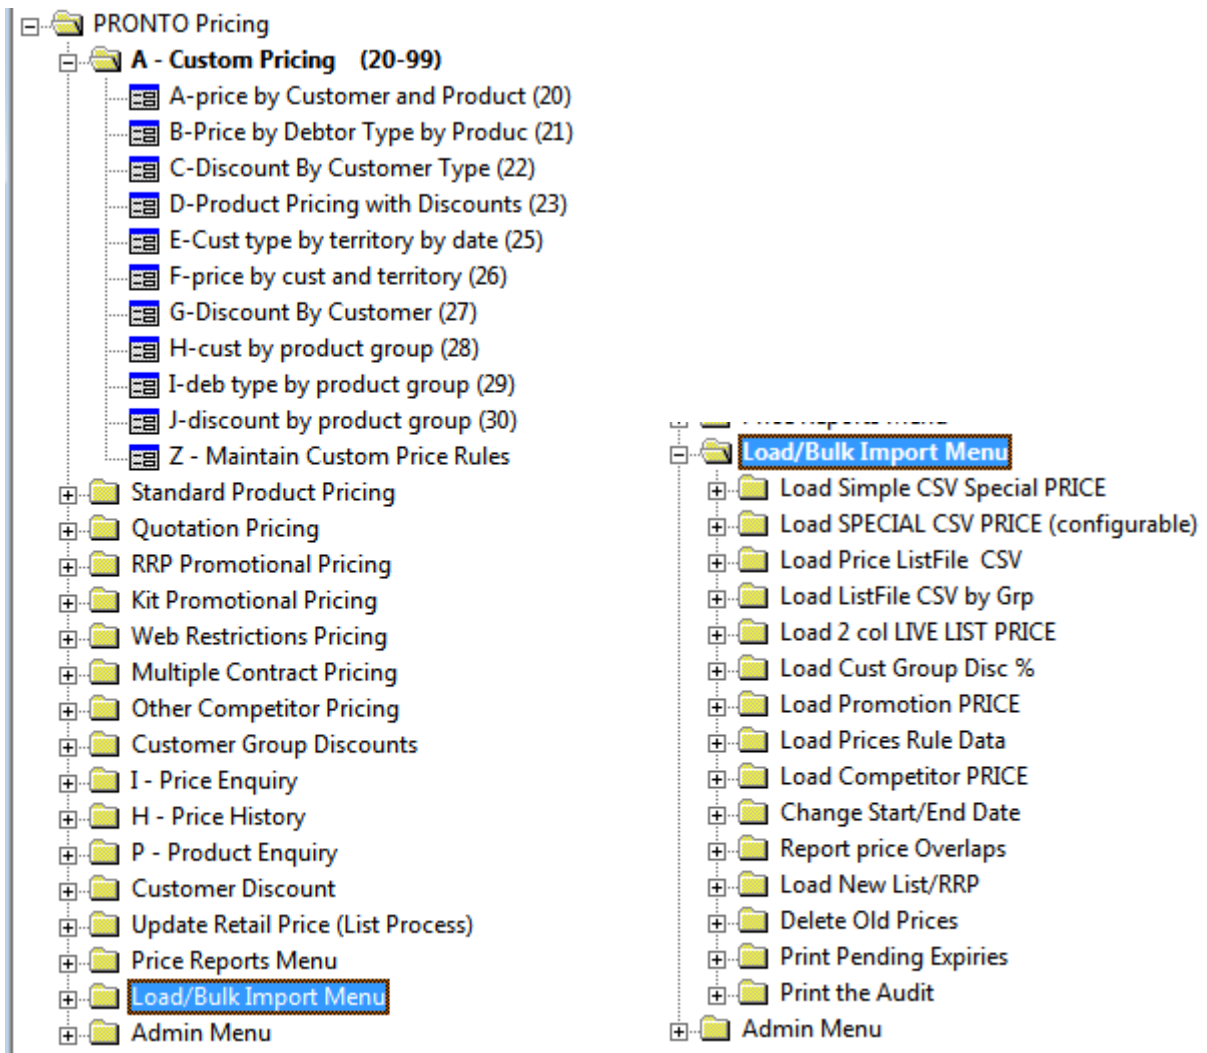 PRONTO Pricing
A - Custom Pricing (20-99)
A-price by Customer and Product (20)
B-Price by Debtor Type by Produc (21)
C-Discount By Customer Type (22)
D-Product Pricing with Discounts (23)
E-Cust type by territory by date (25)
F-price by cust and territory (26)
G-Discount By Customer (27)
H-cust by product group (28)
I-deb type by product group (29)
J-discount by product group (30)
Z - Maintain Custom Price Rules
Standard Product Pricing
Quotation Pricing
RRP Promotional Pricing
Kit Promotional Pricing
Web Restrictions Pricing
Multiple Contract Pricing
Other Competitor Pricing
Customer Group Discounts
I - Price Enquiry
H - Price History
P - Product Enquiry
Customer Discount
Update Retail Price (List Process)
Price Reports Menu
Load/Bulk Import Menu
Admin Menu
Price Reports Menu
Load/Bulk Import Menu
Load Simple CSV Special PRICE
Load SPECIAL CSV PRICE (configurable)
Load Price ListFile CSV
Load ListFile CSV by Grp
Load 2 col LIVE LIST PRICE
Load Cust Group Disc %
Load Promotion PRICE
Load Prices Rule Data
Load Competitor PRICE
Change Start/End Date
Report price Overlaps
Load New List/RRP
Delete Old Prices
Print Pending Expiries
Print the Audit
Admin Menu